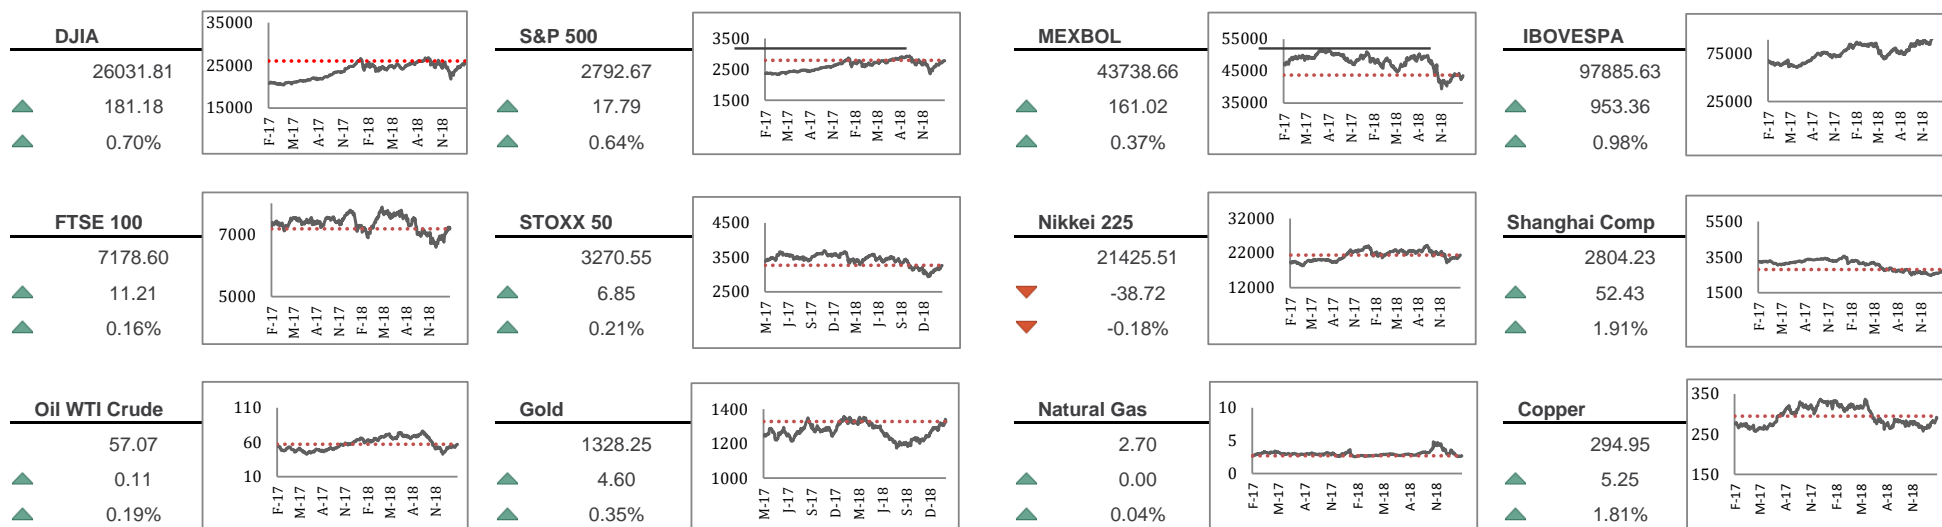 DJIA
26031.81
181.18
0.70%
35000
25000
15000
F-17
M-17
A-17
N-17
F-18
M-18
A-18
N-18
S&P 500
2792.67
17.79
0.64%
3500
2500
1500
F-17
M-17
A-17
N-17
F-18
M-18
A-18
N-18
MEXBOL
43738.66
161.02
0.37%
55000
45000
35000
F-17
M-17
A-17
N-17
F-18
M-18
A-18
N-18
IBOVESPA
97885.63
953.36
0.98%
75000
25000
F-17
M-17
A-17
N-17
F-18
M-18
A-18
N-18
FTSE 100
7178.60
11.21
0.16%
7000
5000
F-17
M-17
A-17
N-17
F-18
M-18
A-18
N-18
STOXX 50
3270.55
6.85
0.21%
4500
3500
2500
M-17
J-17
S-17
D-17
M-18
J-18
S-18
D-18
Nikkei 225
21425.51
-38.72
-0.18%
32000
22000
12000
F-17
M-17
A-17
N-17
F-18
M-18
A-18
N-18
Shanghai Comp
2804.23
52.43
1.91%
5500
3500
1500
F-17
M-17
A-17
N-17
F-18
M-18
A-18
N-18
Oil WTI Crude
57.07
0.11
0.19%
110
60
10
F-17
M-17
A-17
N-17
F-18
M-18
A-18
N-18
Gold
1328.25
4.60
0.35%
1400
1200
1000
M-17
J-17
S-17
D-17
M-18
J-18
S-18
D-18
Natural Gas
2.70
0.00
0.04%
10
5
0
F-17
M-17
A-17
N-17
F-18
M-18
A-18
N-18
Copper
294.95
5.25
1.81%
350
250
150
F-17
M-17
A-17
N-17
F-18
M-18
A-18
N-18